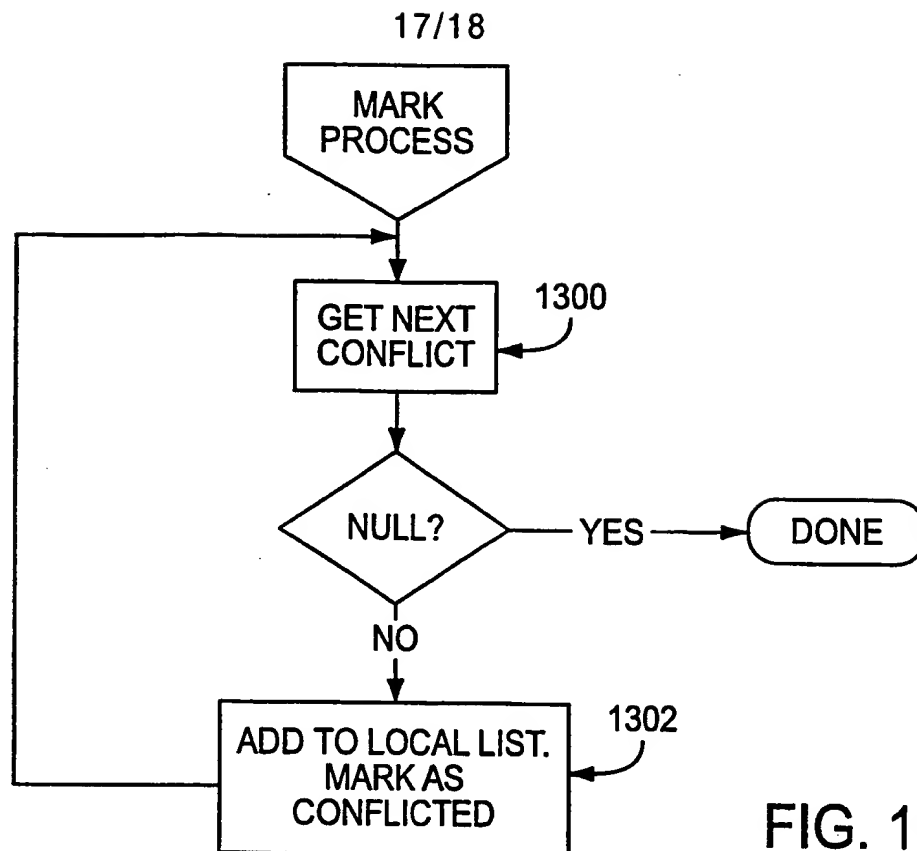 17/18
MARK
PROCESS
GET NEXT
CONFLICT
1300
NULL?
YES
DONE
NO
ADD TO LOCAL LIST.
MARK AS
CONFLICTED
1302
FIG. 1